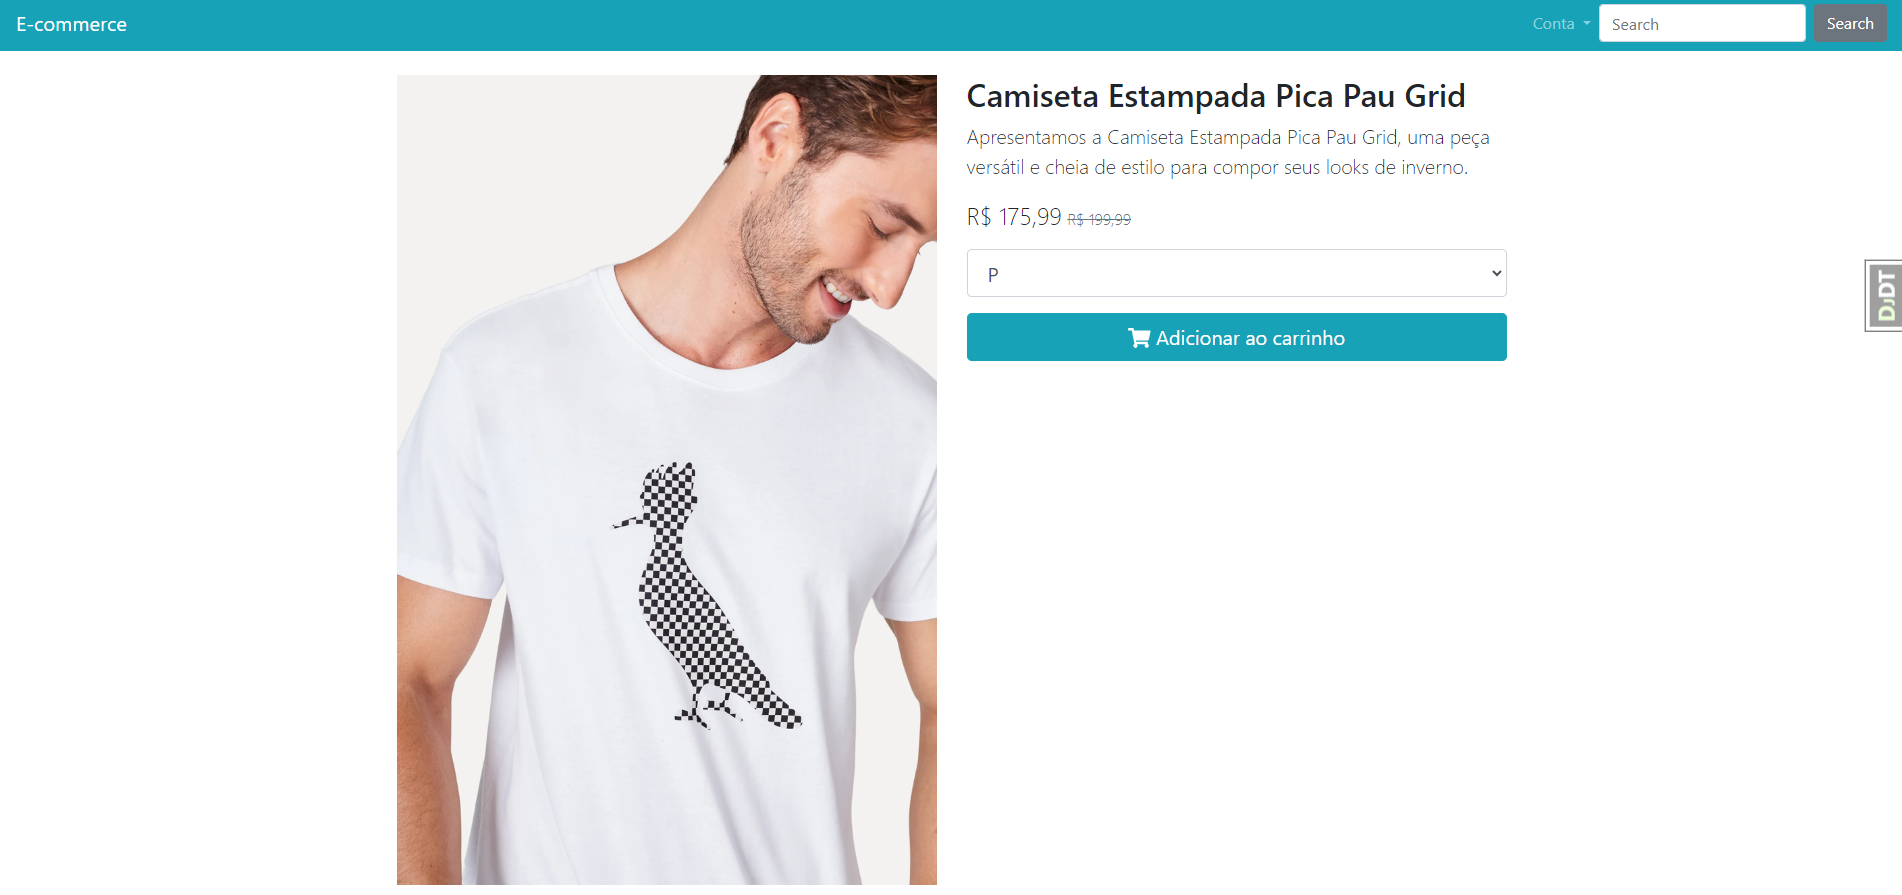 E-commerce
Conta
Search
Search
Camiseta Estampada Pica Pau Grid
Apresentamos a Camiseta Estampada Pica Pau Grid, uma peça
versátil e cheia de estilo para compor seus looks de inverno.
R$ 175,99 R$ 199,99
P
Adicionar ao carrinho
DJDT